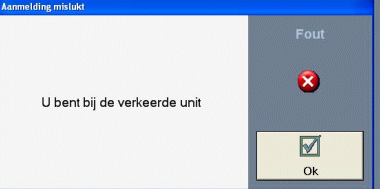 Aanmelding mislukt
Fout
U bent bij de verkeerde unit
Ok